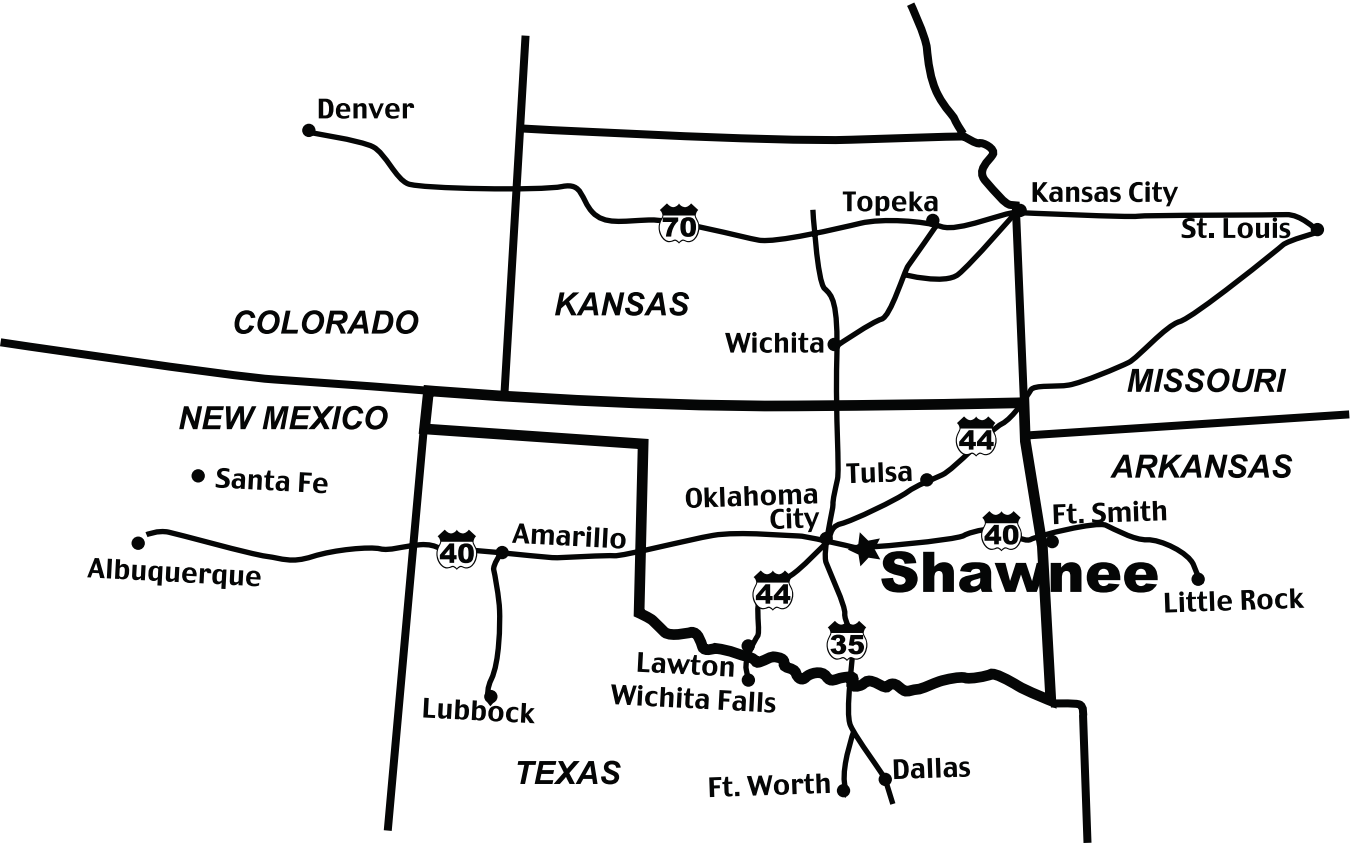 Denver
Topeka
Kansas City
70
St. Louis
KANSAS
COLORADO
Wichita
MISSOURI
NEW MEXICO
44
ARKANSAS
Tulsa
Santa Fe
Oklahoma
City
Ft. Smith
Amarillo
40
40
Albuquerque
Shawnee
44
Little Rock
35
Lawton
Wichita Falls
Lubbock
TEXAS
Dallas
Ft. Worth